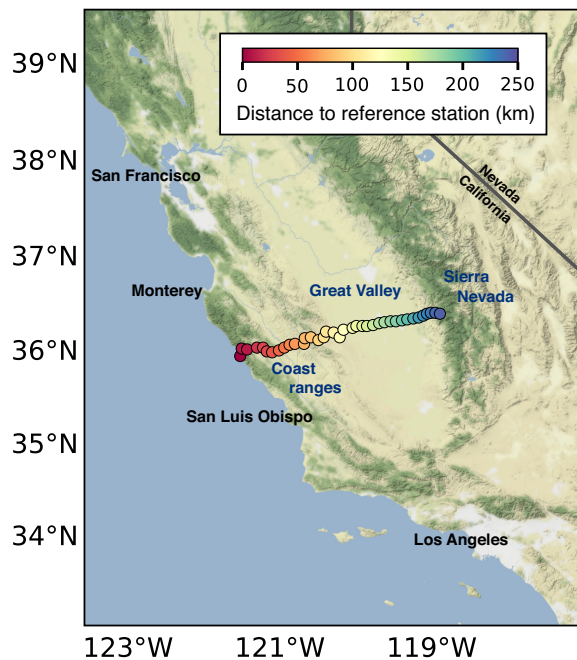 39°N
0 50 100 150 200 250
Distance to reference station (km)
38°N
San Francisco
Nevada
California
37°N
Monterey
Great Valley
Sierra
Nevada
36°N
Coast
ranges
San Luis Obispo
35°N
34°N
Los Angeles
123°W 121°W 119°W